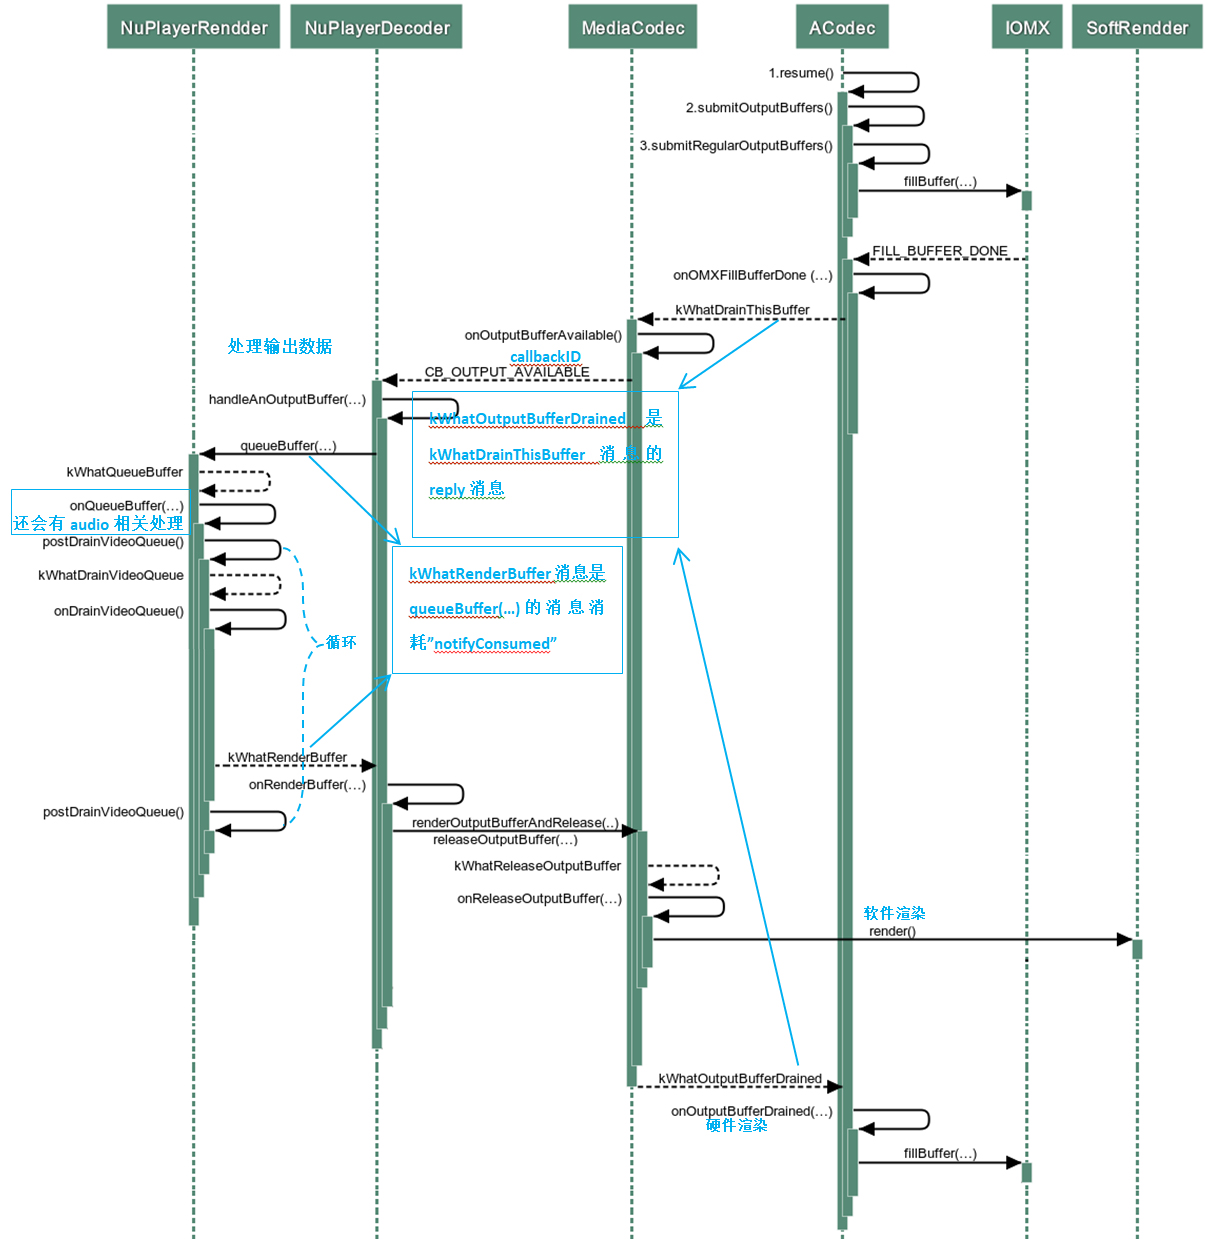 NuPlayerRendder
NuPlayerDecoder
MediaCodec
ACodec
IOMX
SoftRendder
1.resume()
2.submitOutputBuffers()
3.submitRegularOutputBuffers()
fillBuffer(…)
FILL_BUFFER_DONE
onOMXFillBufferDone (…)
kWhatDrainThisBuffer
onOutputBufferAvailable()
处理输出数据
callbackID
CB_OUTPUT_AVAILABLE
handleAnOutputBuffer(…)
kWhatOutputBufferDrained 是
kWhatDrainThisBuffer 消息的
reply 消息
queueBuffer(…)
kWhatQueueBuffer
onQueueBuffer(…)
还会有 audio 相关处理
postDrainVideoQueue()
kWhatDrainVideoQueue
onDrainVideoQueue()
kWhatRenderBuffer 消息是
queueBuffer(…) 的消息消
耗”notifyConsumed”
循环
kWhatRenderBuffer
onRenderBuffer(…)
postDrainVideoQueue()
renderOutputBufferAndRelease(..)
releaseOutputBuffer(…)
kWhatReleaseOutputBuffer
onReleaseOutputBuffer(…)
软件渲染
render()
kWhatOutputBufferDrained
onOutputBufferDrained(…)
硬件渲染
fillBuffer(…)